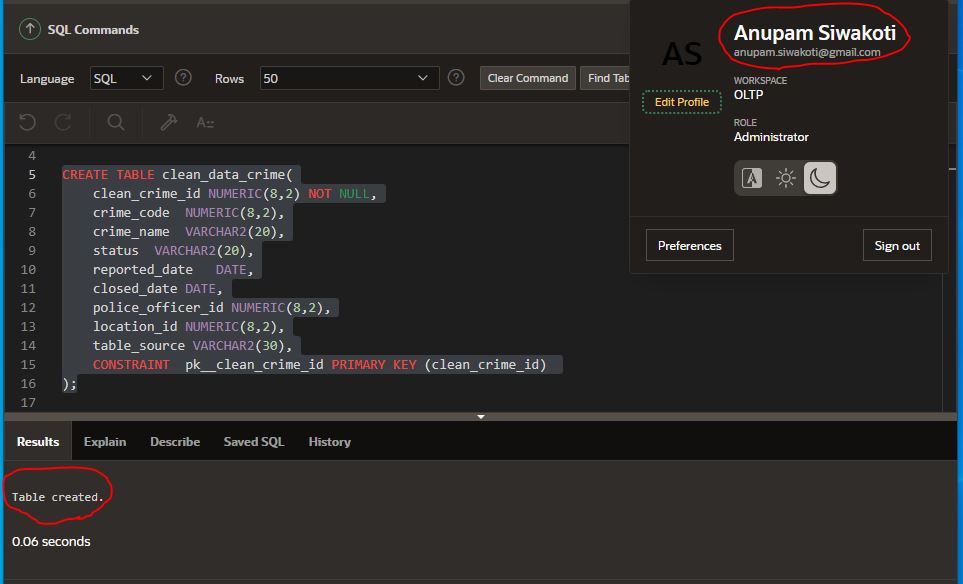 SQL Commands
Language SQL Rows 50 Clear Command Find Tab
A
4
5 CREATE TABLE clean_data_crime(
6 clean_crime_id NUMERIC(8,2) NOT NULL,
7 crime_code NUMERIC(8,2),
8 crime_name VARCHAR2(20),
9 status VARCHAR2(20),
10 reported_date DATE,
11 closed_date DATE,
12 police_officer_id NUMERIC(8,2),
13 location_id NUMERIC(8,2),
14 table_source VARCHAR2(30),
15 CONSTRAINT pk__clean_crime_id PRIMARY KEY (clean_crime_id)
16 );
17
AS
Anupam Siwakoti
anupam.siwakoti@gmail.com
Edit Profile
WORKSPACE
OLTP
ROLE
Administrator
A
Preferences Sign out
Results Explain Describe Saved SQL History
Table created.
0.06 seconds